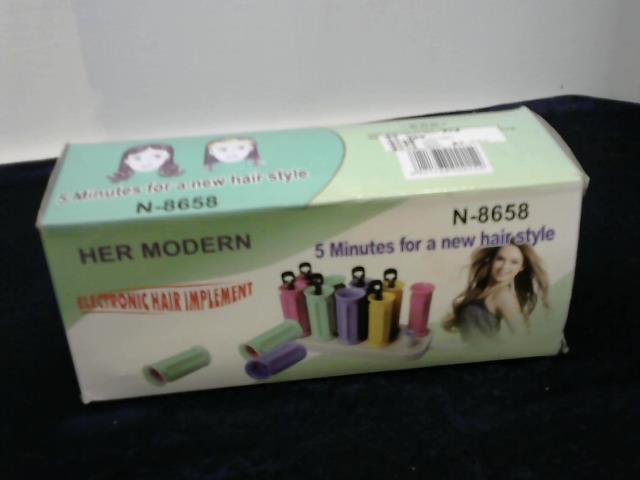 5 Minutes for a new hair style
N-8658
N-8658
HER MODERN
5 Minutes for a new hair style
ELECTRONIC HAIR IMPLEMENT